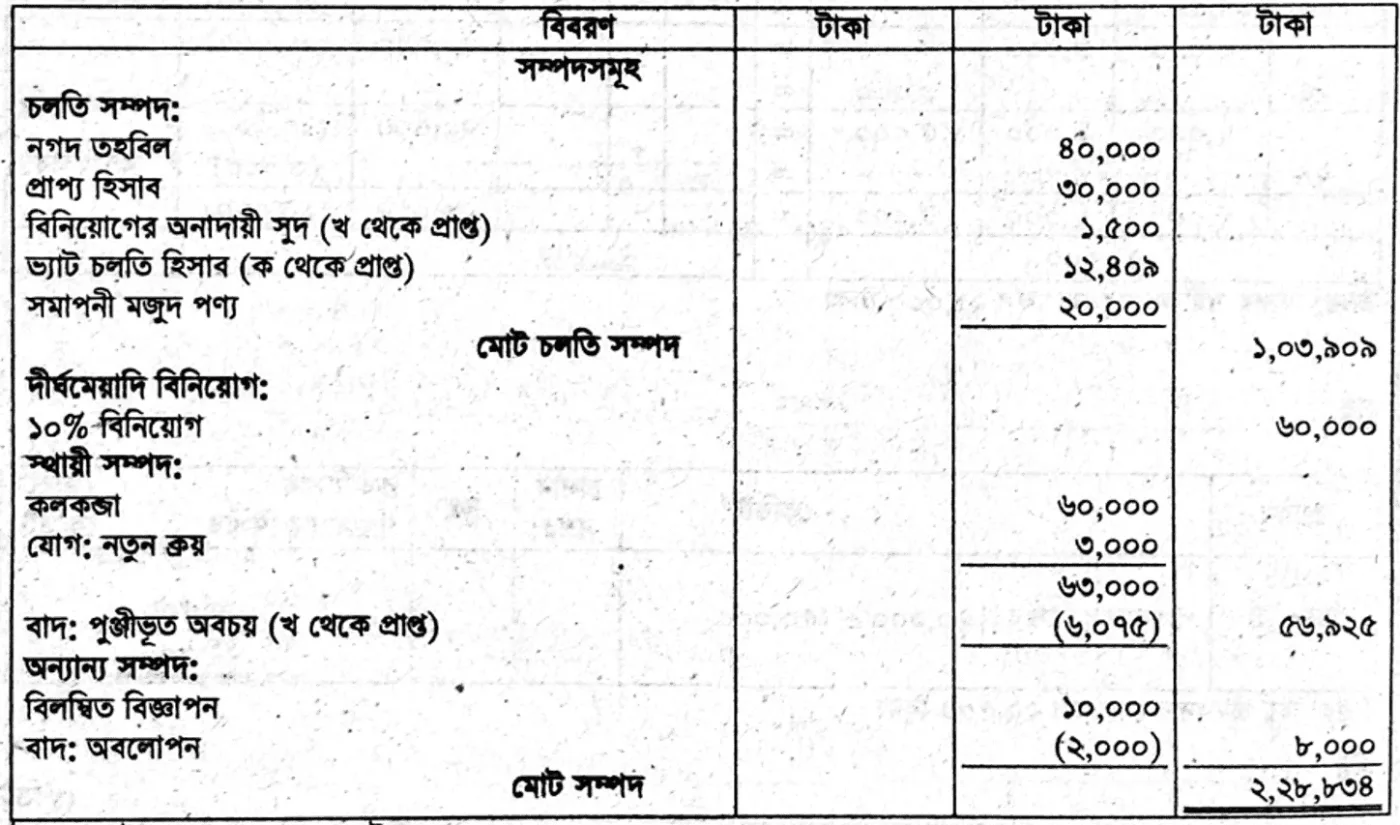 বিবরণ টাকা টাকা টাকা
সম্পদসমূহ
চলতি সম্পদ:
নগদ তহবিল ৪০,০০০
প্রাপ্য হিসাব ৩০,০০০
বিনিয়োগের অনাদায়ী সুদ (খ থেকে প্রাপ্ত) ১,৫০০
ভ্যাট চলতি হিসাব (ক থেকে প্রাপ্ত) ১২,৪০৯
সমাপনী মজুদ পণ্য ২০,০০০
মোট চলতি সম্পদ ১,০৩,৯০৯
দীর্ঘমেয়াদি বিনিয়োগ:
১০% বিনিয়োগ ৬০,০০০
স্থায়ী সম্পদ:
কলকব্জা ৬০,০০০
যোগ: নতুন ক্রয় ৩,০০০
৬৩,০০০
বাদ: পুঞ্জীভূত অবচয় (খ থেকে প্রাপ্ত) (৬,০৭৫) ৫৬,৯২৫
অন্যান্য সম্পদ:
বিলম্বিত বিজ্ঞাপন ১০,০০০
বাদ: অবলোপন (২,০০০) ৮,০০০
মোট সম্পদ ২,২৮,৮৩৪